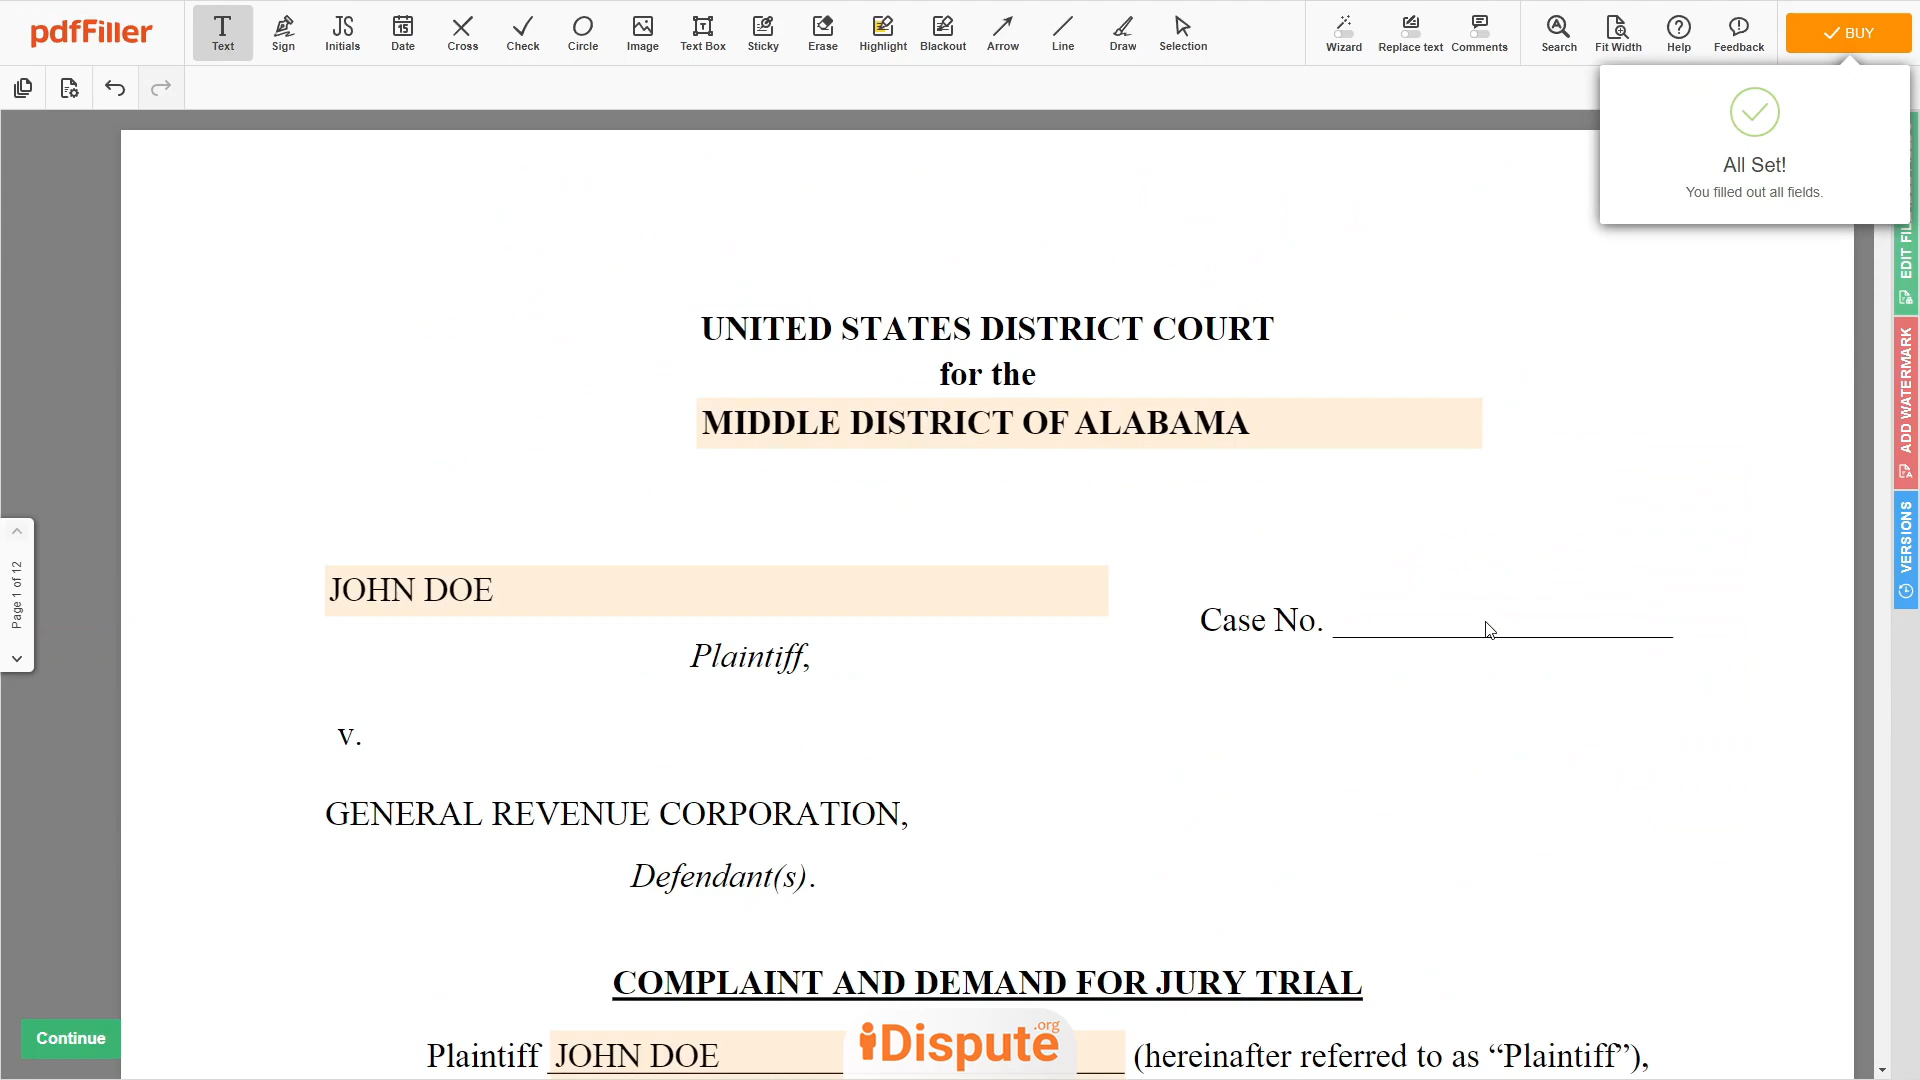 pdfFiller
Text
Sign
JS
Initials
15
Date
Cross
Check
Circle
Image
Text Box
Sticky
Erase
Highlight
Blackout
Arrow
Line
Draw
Selection
Wizard
Replace text
Comments
Search
Fit Width
Help
Feedback
BUY
All Set!
You filled out all fields.
EDIT FIL
ADD WATERMARK
VERSIONS
Page 1 of 12
UNITED STATES DISTRICT COURT
for the
MIDDLE DISTRICT OF ALABAMA
JOHN DOE
Plaintiff,
Case No.
v.
GENERAL REVENUE CORPORATION,
Defendant(s).
COMPLAINT AND DEMAND FOR JURY TRIAL
Continue
Plaintiff JOHN DOE (hereinafter referred to as “Plaintiff”),
iDispute.org